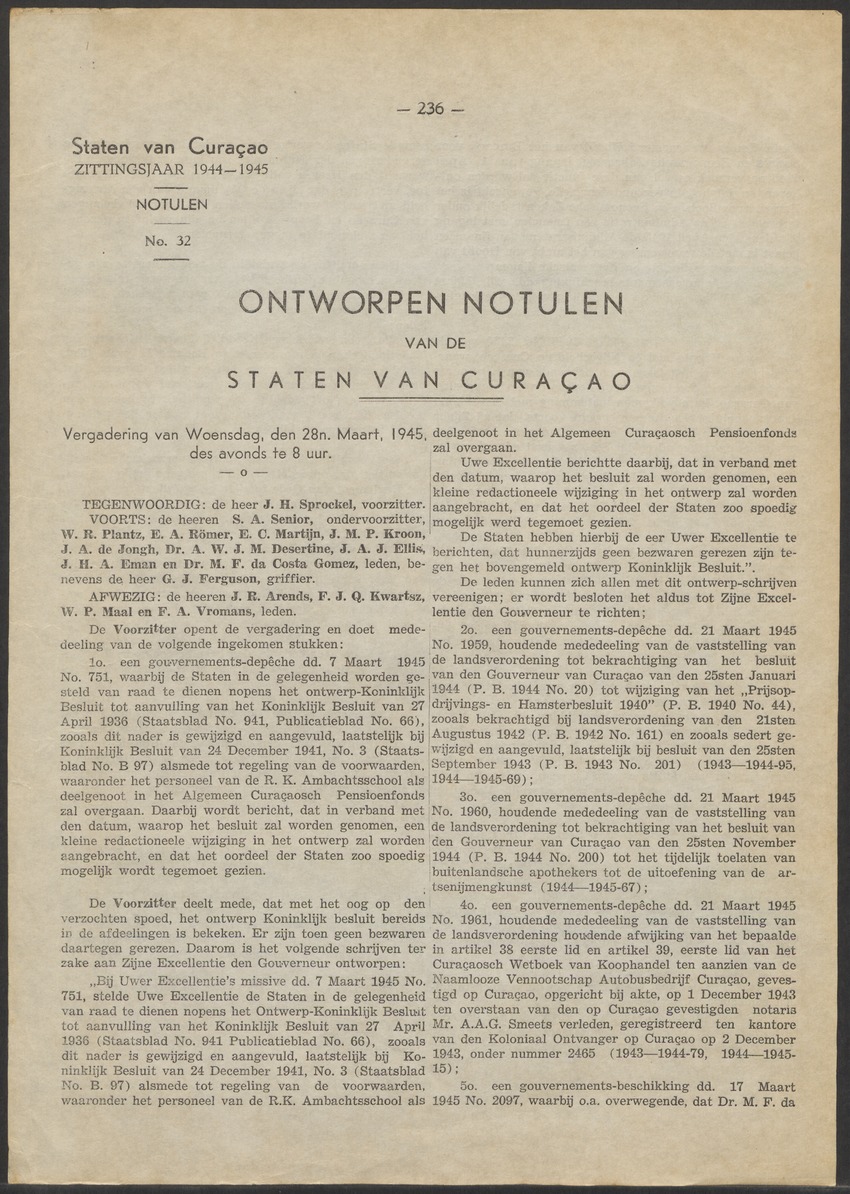 — 236 —
Staten van Curaçao
ZITTINGSJAAR 1944—1945
NOTULEN
No. 32
ONTWORPEN NOTULEN
VAN DE
STATEN VAN CURAÇAO
Vergadering van Woensdag, den 28n. Maart, 1945,
des avonds te 8 uur.
— o —
TEGENWOORDIG: de heer J. H. Sprockel, voorzitter.
VOORTS: de heeren S. A. Senior, ondervoorzitter,
W. R. Plantz, E. A. Römer, E. C. Martijn, J. M. P. Kroon,
J. A. de Jongh, Dr. A. W. J. M. Desertine, J. A. J. Ellis,
J. H. A. Eman en Dr. M. F. da Costa Gomez, leden, be-
nevens de heer G. J. Ferguson, griffier.
AFWEZIG: de heeren J. R. Arends, F. J. Q. Kwartsz,
W. P. Maal en F. A. Vromans, leden.
De Voorzitter opent de vergadering en doet mede-
deeling van de volgende ingekomen stukken:
1o. een gouvernements-depêche dd. 7 Maart 1945
No. 751, waarbij de Staten in de gelegenheid worden ge-
steld van raad te dienen nopens het ontwerp-Koninklijk
Besluit tot aanvulling van het Koninklijk Besluit van 27
April 1936 (Staatsblad No. 941, Publicatieblad No. 66),
zooals dit nader is gewijzigd en aangevuld, laatstelijk bij
Koninklijk Besluit van 24 December 1941, No. 3 (Staats-
blad No. B 97) alsmede tot regeling van de voorwaarden,
waaronder het personeel van de R. K. Ambachtsschool als
deelgenoot in het Algemeen Curaçaosch Pensioenfonds
zal overgaan. Daarbij wordt bericht, dat in verband met
den datum, waarop het besluit zal worden genomen, een
kleine redactioneele wijziging in het ontwerp zal worden
aangebracht, en dat het oordeel der Staten zoo spoedig
mogelijk wordt tegemoet gezien.
De Voorzitter deelt mede, dat met het oog op den
verzochten spoed, het ontwerp Koninklijk besluit bereids
in de afdeelingen is bekeken. Er zijn toen geen bezwaren
daartegen gerezen. Daarom is het volgende schrijven ter
zake aan Zijne Excellentie den Gouverneur ontworpen:
„Bij Uwer Excellentie's missive dd. 7 Maart 1945 No.
751, stelde Uwe Excellentie de Staten in de gelegenheid
van raad te dienen nopens het Ontwerp-Koninklijk Besluit
tot aanvulling van het Koninklijk Besluit van 27 April
1936 (Staatsblad No. 941 Publicatieblad No. 66), zooals
dit nader is gewijzigd en aangevuld, laatstelijk bij Ko-
ninklijk Besluit van 24 December 1941, No. 3 (Staatsblad
No. B. 97) alsmede tot regeling van de voorwaarden,
waaronder het personeel van de R.K. Ambachtsschool als
deelgenoot in het Algemeen Curaçaosch Pensioenfonds
zal overgaan.
Uwe Excellentie berichtte daarbij, dat in verband met
den datum, waarop het besluit zal worden genomen, een
kleine redactioneele wijziging in het ontwerp zal worden
aangebracht, en dat het oordeel der Staten zoo spoedig
mogelijk werd tegemoet gezien.
De Staten hebben hierbij de eer Uwer Excellentie te
berichten, dat hunnerzijds geen bezwaren gerezen zijn te-
gen het bovengemeld ontwerp Koninklijk Besluit.".
De leden kunnen zich allen met dit ontwerp-schrijven
vereenigen; er wordt besloten het aldus tot Zijne Excel-
lentie den Gouverneur te richten;
2o. een gouvernements-depêche dd. 21 Maart 1945
No. 1959, houdende mededeeling van de vaststelling van
de landsverordening tot bekrachtiging van het besluit
van den Gouverneur van Curaçao van den 25sten Januari
1944 (P. B. 1944 No. 20) tot wijziging van het „Prijsop-
drijvings- en Hamsterbesluit 1940” (P. B. 1940 No. 44),
zooals bekrachtigd bij landsverordening van den 21sten
Augustus 1942 (P. B. 1942 No. 161) en zooals sedert ge-
wijzigd en aangevuld, laatstelijk bij besluit van den 25sten
September 1943 (P. B. 1943 No. 201) (1943—1944-95,
1944—1945-69);
3o. een gouvernements-depêche dd. 21 Maart 1945
No. 1960, houdende mededeeling van de vaststelling van
de landsverordening tot bekrachtiging van het besluit van
den Gouverneur van Curaçao van den 25sten November
1944 (P. B. 1944 No. 200) tot het tijdelijk toelaten van
buitenlandsche apothekers tot de uitoefening van de ar-
tsenijmengkunst (1944—1945-67);
4o. een gouvernements-depêche dd. 21 Maart 1945
No. 1961, houdende mededeeling van de vaststelling van
de landsverordening houdende afwijking van het bepaalde
in artikel 38 eerste lid en artikel 39, eerste lid van het
Curaçaosch Wetboek van Koophandel ten aanzien van de
Naamlooze Vennootschap Autobusbedrijf Curaçao, geves-
tigd op Curaçao, opgericht bij akte, op 1 December 1943
ten overstaan van den op Curaçao gevestigden notaris
Mr. A.A.G. Smeets verleden, geregistreerd ten kantore
van den Koloniaal Ontvanger op Curaçao op 2 December
1943, onder nummer 2465 (1943—1944-79, 1944—1945-
15);
5o. een gouvernements-beschikking dd. 17 Maart
1945 No. 2097, waarbij o.a. overwegende, dat Dr. M. F. da